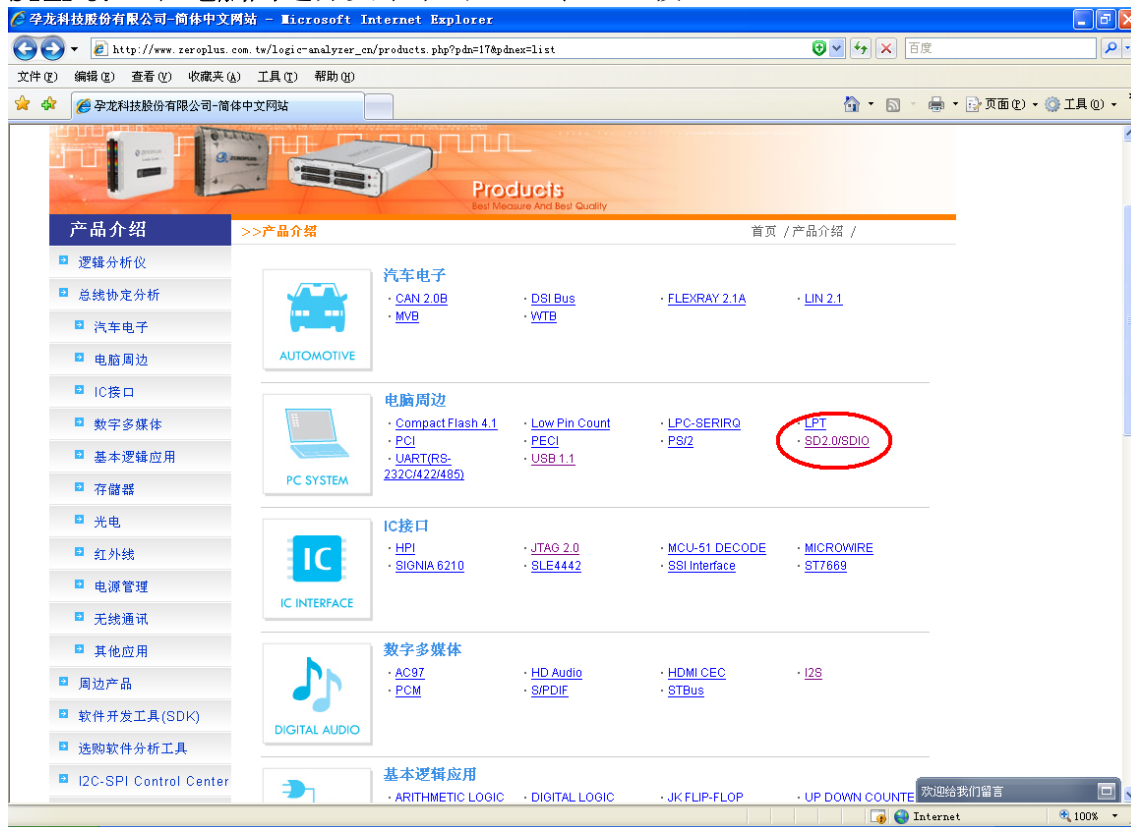 孕龙科技股份有限公司-简体中文网站 - Microsoft Internet Explorer
http://www.zeroplus.com.tw/logic-analyzer_cn/products.php?pdn=17&pdnex=list
百度
文件(F) 编辑(E) 查看(V) 收藏夹(A) 工具(T) 帮助(H)
孕龙科技股份有限公司-简体中文网站
页面(P) 工具(O)
Products
Best Measure And Best Quality
产品介绍
>>产品介绍
首页 /产品介绍 /
逻辑分析仪
总线协定分析
汽车电子
电脑周边
IC接口
数字多媒体
基本逻辑应用
存储器
光电
红外线
电源管理
无线通讯
其他应用
周边产品
软件开发工具(SDK)
选购软件分析工具
I2C-SPI Control Center
汽车电子
· CAN 2.0B · DSI Bus · FLEXRAY 2.1A · LIN 2.1
· MVB · WTB
AUTOMOTIVE
电脑周边
· Compact Flash 4.1 · Low Pin Count · LPC-SERIRQ · LPT
· PCI · PECI · PS/2 · SD2.0/SDIO
· UART(RS- · USB 1.1
232C/422/485)
PC SYSTEM
IC接口
· HPI · JTAG 2.0 · MCU-51 DECODE · MICROWIRE
· SIGNIA 6210 · SLE4442 · SSI Interface · ST7669
IC
IC INTERFACE
数字多媒体
· AC97 · HD Audio · HDMI CEC · I2S
· PCM · S/PDIF · STBus
DIGITAL AUDIO
基本逻辑应用
· ARITHMETIC LOGIC · DIGITAL LOGIC · JK FLIP-FLOP · UP DOWN COUNTE
欢迎给我们留言
Internet
100%